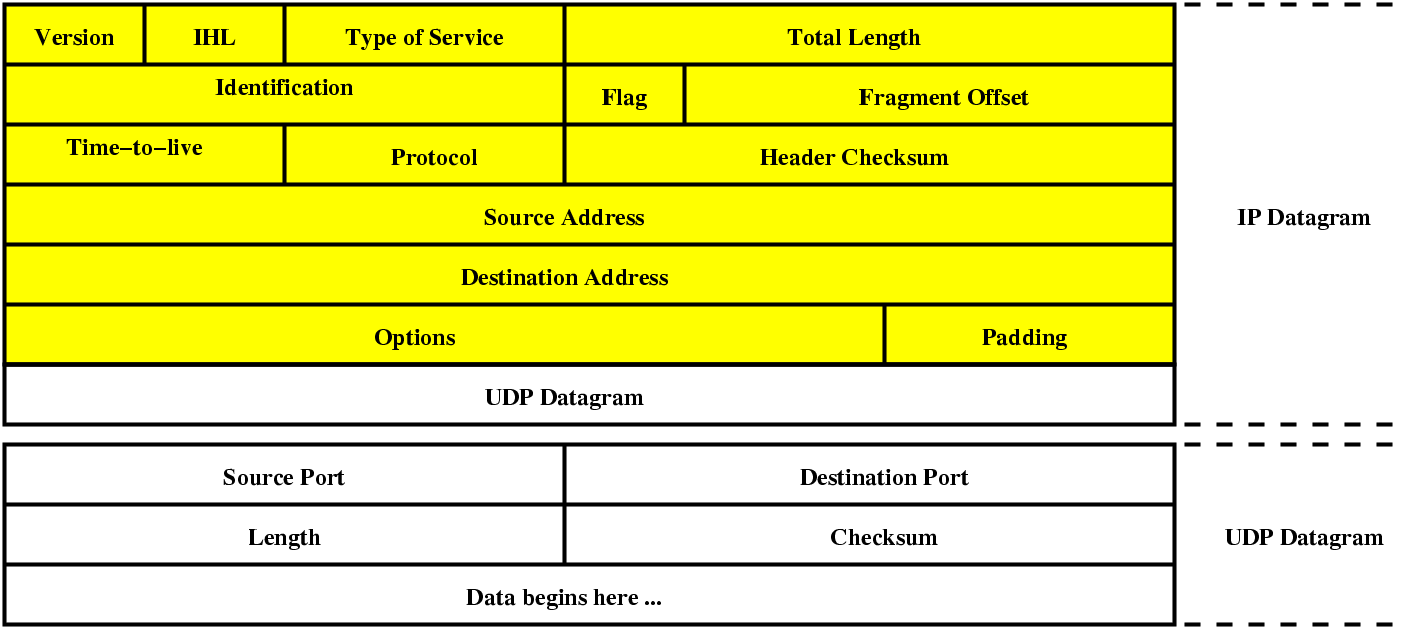 Version IHL Type of Service Total Length
Identification Flag Fragment Offset
Time-to-live Protocol Header Checksum
Source Address
IP Datagram
Destination Address
Options Padding
UDP Datagram
Source Port Destination Port
Length Checksum
UDP Datagram
Data begins here ...